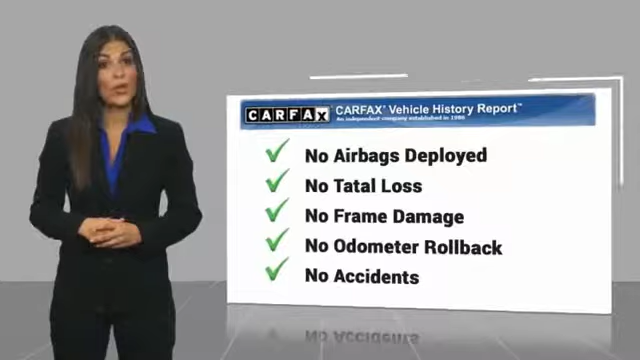 CARFAX CARFAX® Vehicle History Report™
An independent company established in 1986
No Airbags Deployed
No Tatal Loss
No Frame Damage
No Odometer Rollback
No Accidents